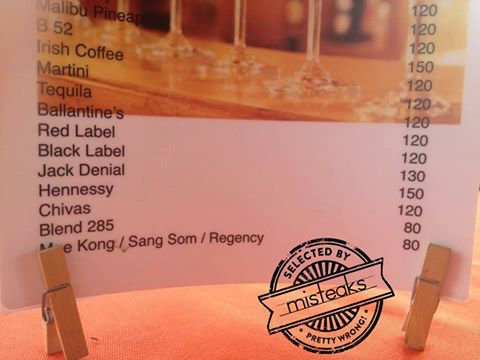 Malibu Pineap 120
B 52 120
Irish Coffee 150
Martini 120
Tequila 120
Ballantine's 120
Red Label 120
Black Label 120
Jack Denial 130
Hennessy 150
Chivas 120
Blend 285 80
Kong / Sang Som / Regency 80
SELECTED BY
misteaks
PRETTY WRONG!